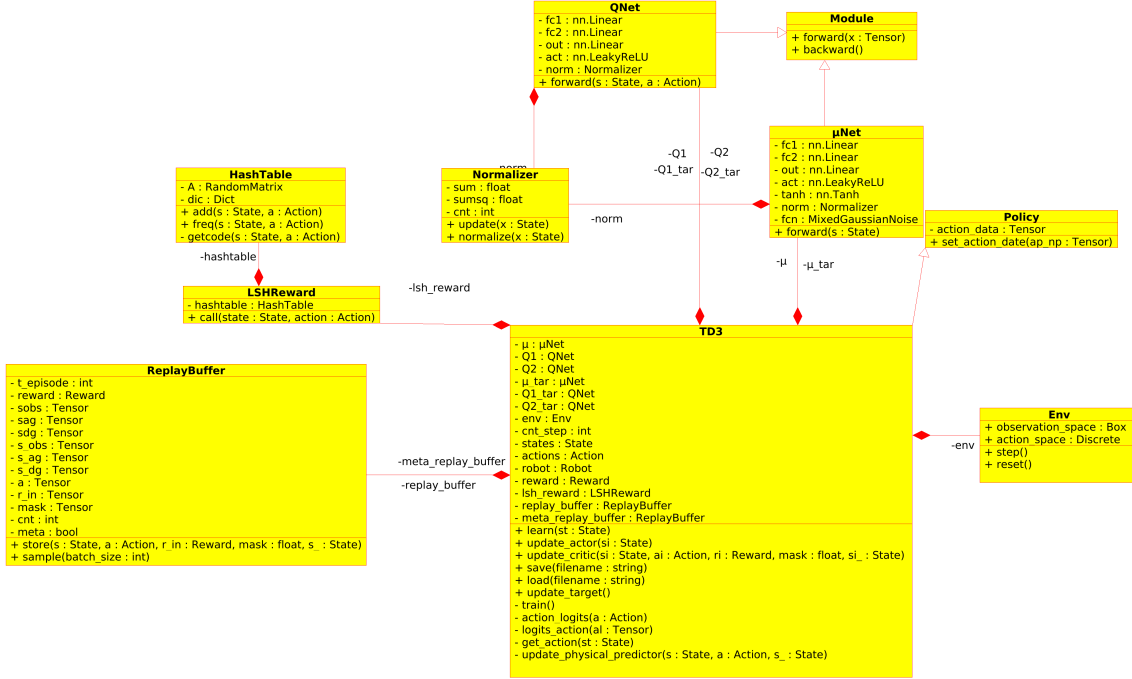 QNet
- fc1 : nn.Linear
- fc2 : nn.Linear
- out : nn.Linear
- act : nn.LeakyReLU
- norm : Normalizer
+ forward(s : State, a : Action)
Module
+ forward(x : Tensor)
+ backward()
μNet
- fc1 : nn.Linear
- fc2 : nn.Linear
- out : nn.Linear
- act : nn.LeakyReLU
- tanh : nn.Tanh
- norm : Normalizer
- fcn : MixedGaussianNoise
+ forward(s : State)
-Q1
-Q2
-Q1_tar
-Q2_tar
-norm
Normalizer
- sum : float
- sumsq : float
- cnt : int
+ update(x : State)
+ normalize(x : State)
-norm
HashTable
- A : RandomMatrix
- dic : Dict
+ add(s : State, a : Action)
+ freq(s : State, a : Action)
- getcode(s : State, a : Action)
-hashtable
Policy
- action_data : Tensor
+ set_action_date(ap_np : Tensor)
-μ
-μ_tar
LSHReward
- hashtable : HashTable
+ call(state : State, action : Action)
-lsh_reward
TD3
- μ : μNet
- Q1 : QNet
- Q2 : QNet
- μ_tar : μNet
- Q1_tar : QNet
- Q2_tar : QNet
- env : Env
- cnt_step : int
- states : State
- actions : Action
- robot : Robot
- reward : Reward
- lsh_reward : LSHReward
- replay_buffer : ReplayBuffer
- meta_replay_buffer : ReplayBuffer
+ learn(st : State)
+ update_actor(si : State)
+ update_critic(si : State, ai : Action, ri : Reward, mask : float, si_ : State)
+ save(filename : string)
+ load(filename : string)
+ update_target()
- train()
- action_logits(a : Action)
- logits_action(al : Tensor)
- get_action(st : State)
- update_physical_predictor(s : State, a : Action, s_ : State)
ReplayBuffer
- t_episode : int
- reward : Reward
- sobs : Tensor
- sag : Tensor
- sdg : Tensor
- s_obs : Tensor
- s_ag : Tensor
- s_dg : Tensor
- a : Tensor
- r_in : Tensor
- mask : Tensor
- cnt : int
- meta : bool
+ store(s : State, a : Action, r_in : Reward, mask : float, s_ : State)
+ sample(batch_size : int)
-meta_replay_buffer
-replay_buffer
Env
+ observation_space : Box
+ action_space : Discrete
+ step()
+ reset()
-env